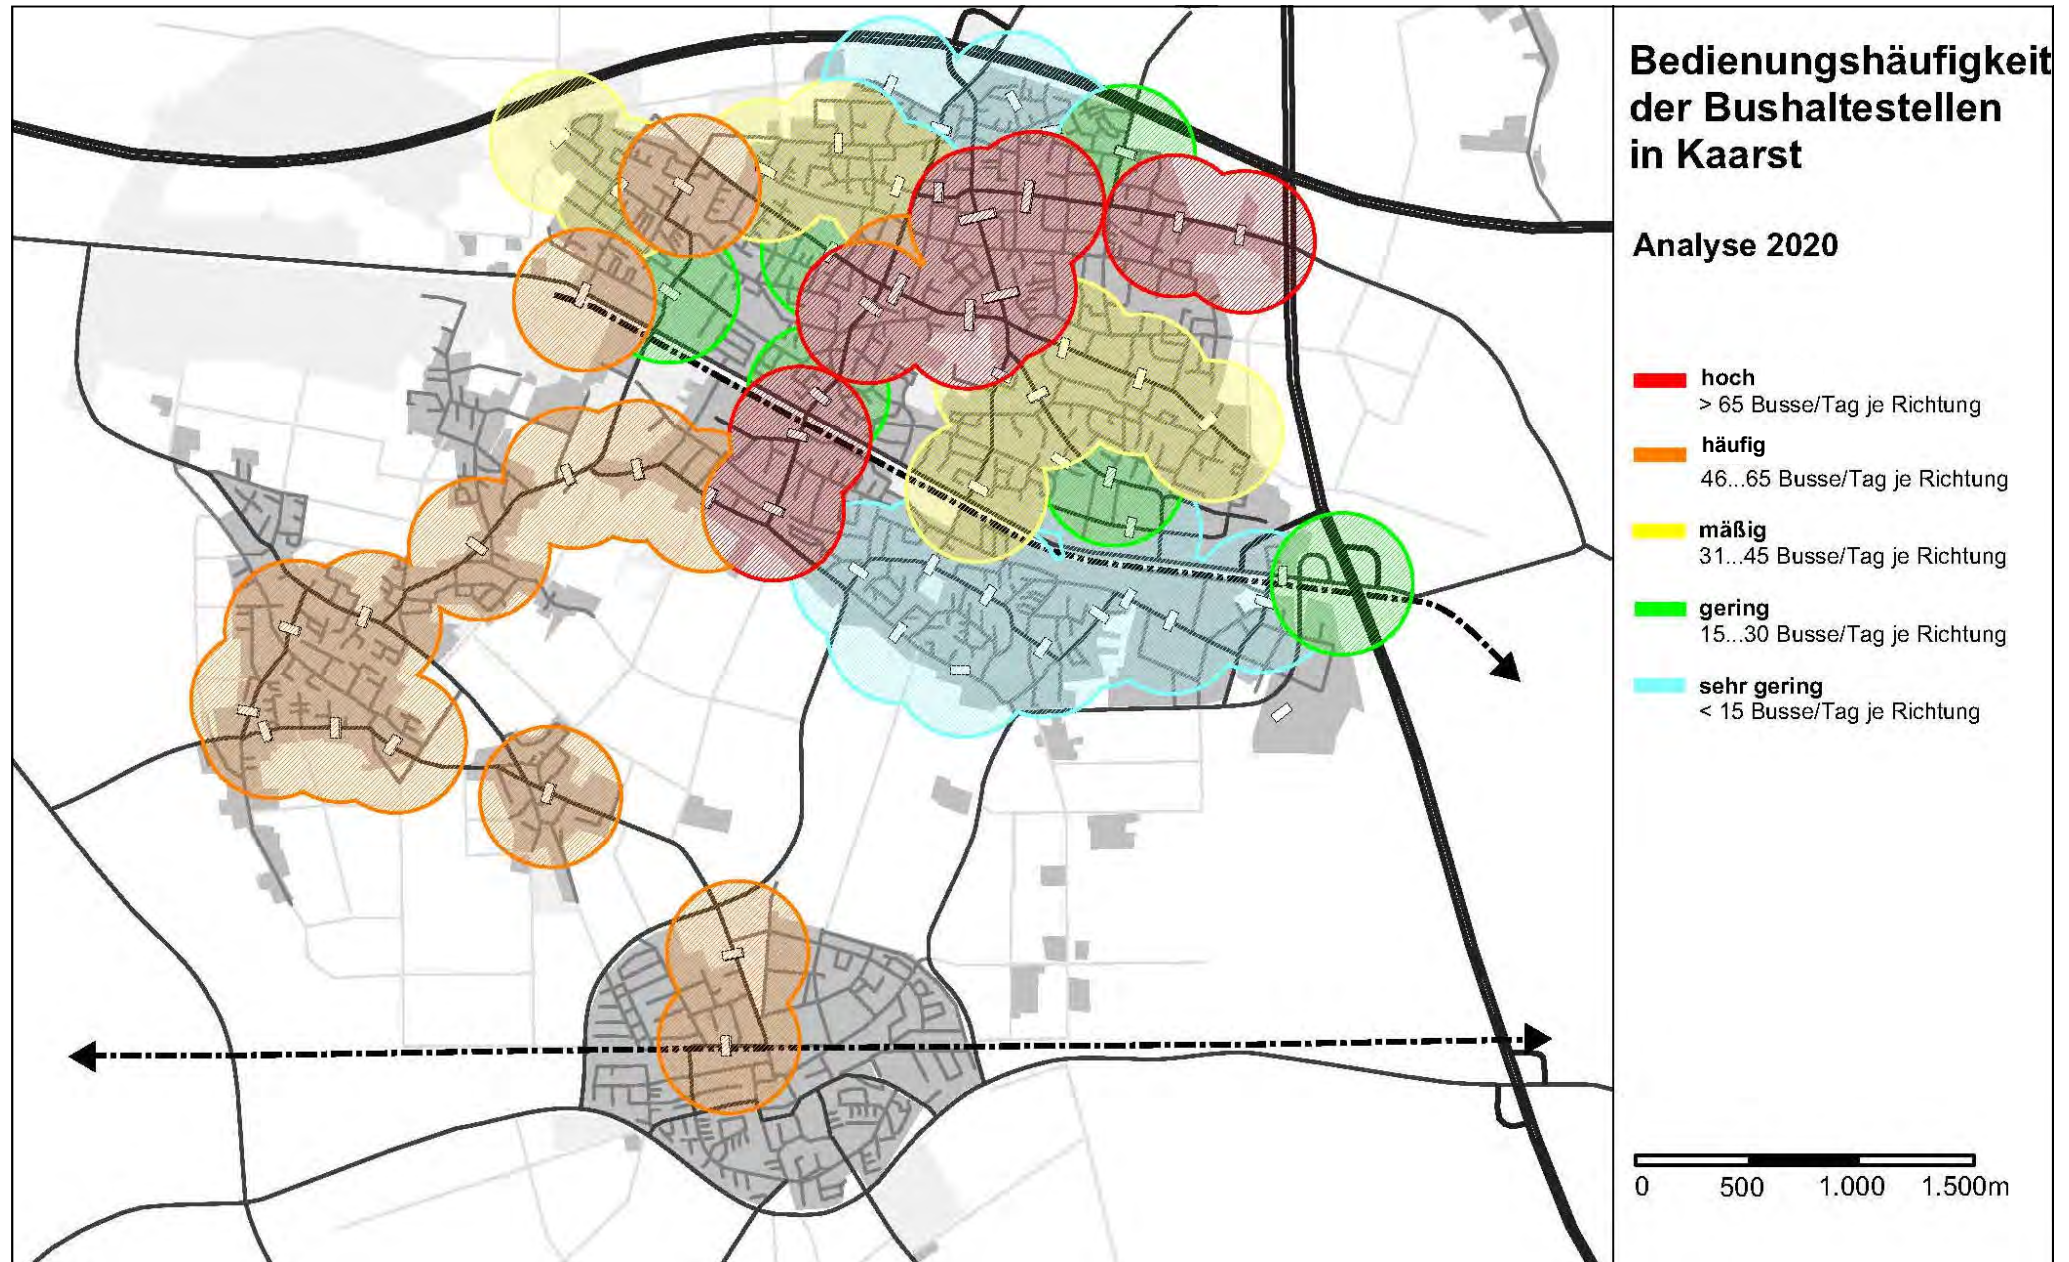 Bedienungshäufigkeit
der Bushaltestellen
in Kaarst
Analyse 2020
hoch
> 65 Busse/Tag je Richtung
häufig
46...65 Busse/Tag je Richtung
mäßig
31...45 Busse/Tag je Richtung
gering
15...30 Busse/Tag je Richtung
sehr gering
< 15 Busse/Tag je Richtung
0 500 1.000 1.500m